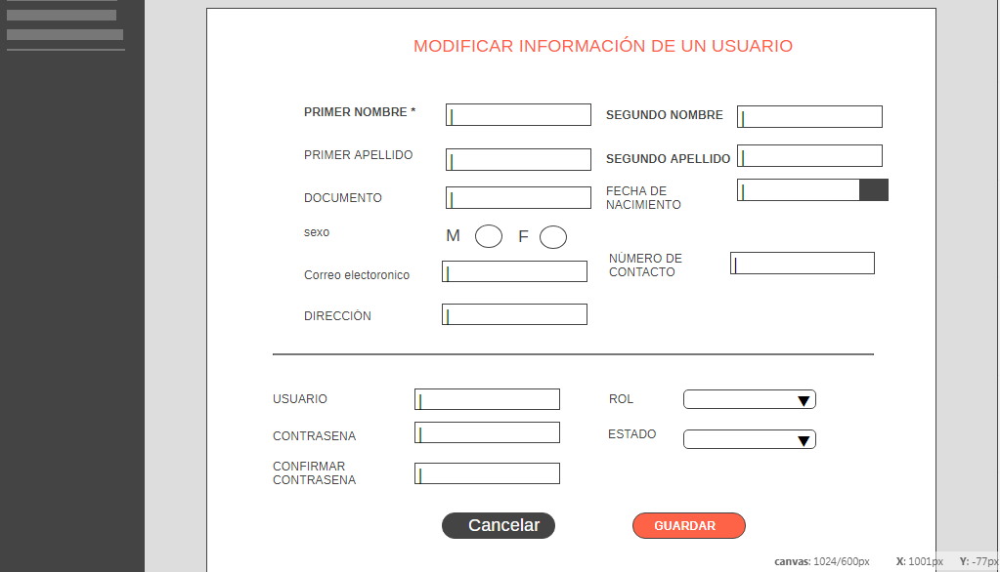 MODIFICAR INFORMACIÓN DE UN USUARIO
PRIMER NOMBRE *
SEGUNDO NOMBRE
PRIMER APELLIDO
SEGUNDO APELLIDO
DOCUMENTO
FECHA DE
NACIMIENTO
sexo
M
F
Correo electoronico
NÚMERO DE
CONTACTO
DIRECCIÓN
USUARIO
ROL
CONTRASENA
ESTADO
CONFIRMAR
CONTRASENA
Cancelar
GUARDAR
canvas: 1024/600px X: 1001px Y: -77px